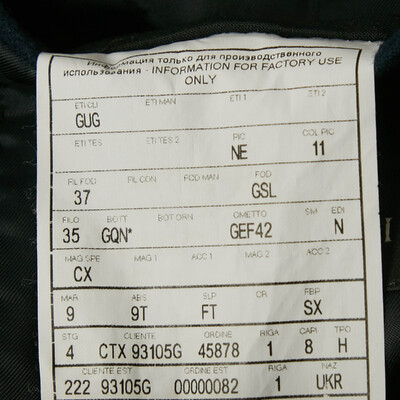 Информация только для производственного
использования - INFORMATION FOR FACTORY USE
ONLY
ETI CLI ETI MAN ETI 1 ETI 2
GUG
ETI TES ETI TES 2 PIC COL PIC
NE 11
FIL FOD FIL CON FOD MAN FOD
37 GSL
FILO BOTT BOT ORN OMETTO SM EDI
35 GQN* GEF42 N
MAG SPE MAG 1 ACC 1 MAG 2 ACC 2
CX
MAR ABS SLP CR RBP
9 9T FT SX
STG CLIENTE ORDINE RIGA CAPI TPO
4 CTX 93105G 45878 1 8 H
CLIENTE EST ORDINE EST RIGA NAZ
222 93105G 00000082 1 UKR